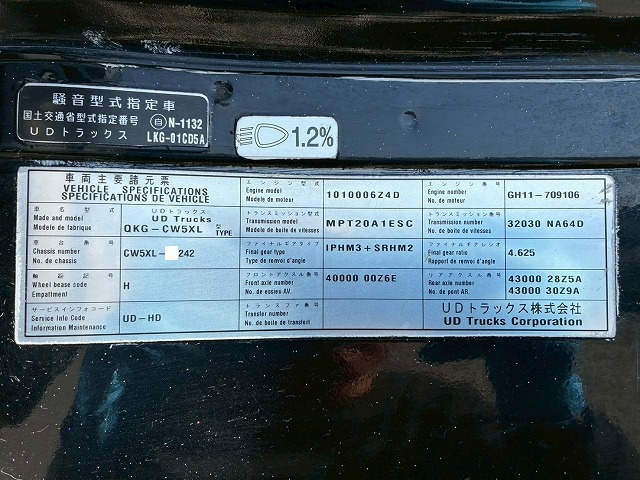 騒音型式指定車
国土交通省型式指定番号 自 N-1132
UDトラックス LKG-01CD5A
1.2%
車両主要諸元票
VEHICLE SPECIFICATIONS
SPECIFICATIONS DE VEHICLE
車名型式
Made and model
Modele de fabrique
UDトラックス
UD Trucks
QKG-CW5XL 型 TYPE
車台番号
Chassis number
No. de chassis
CW5XL- 242
軸距記号
Wheel base code
Empattment
H
サービスインフォコード
Service Info Code
Information Maintenance
UD-HD
エンジン型式
Engine model
Modele de moteur
1010006Z4D
トランスミッション型式
Transmission model
Modele de boite de vitesses
MPT20A1ESC
ファイナルギアタイプ
Final gear type
Type de renvoi d'angle
IPHM3+SRHM2
フロントアクスル番号
Front axle number
No. de essieu AV.
40000 00Z6E
トランスファ番号
Transfer number
No. de boite de transferi
エンジン番号
Engine number
No. de moteur
GH11-709106
トランスミッション番号
Transmission number
No. de boite de vitesses
32030 NA64D
ファイナルギアレシオ
Final gear ratio
Rapport de renvoi d'angle
4.625
リアアクスル番号
Rear axle number
No. de pont AR.
43000 28Z5A
43000 30Z9A
UDトラックス株式会社
UD Trucks Corporation